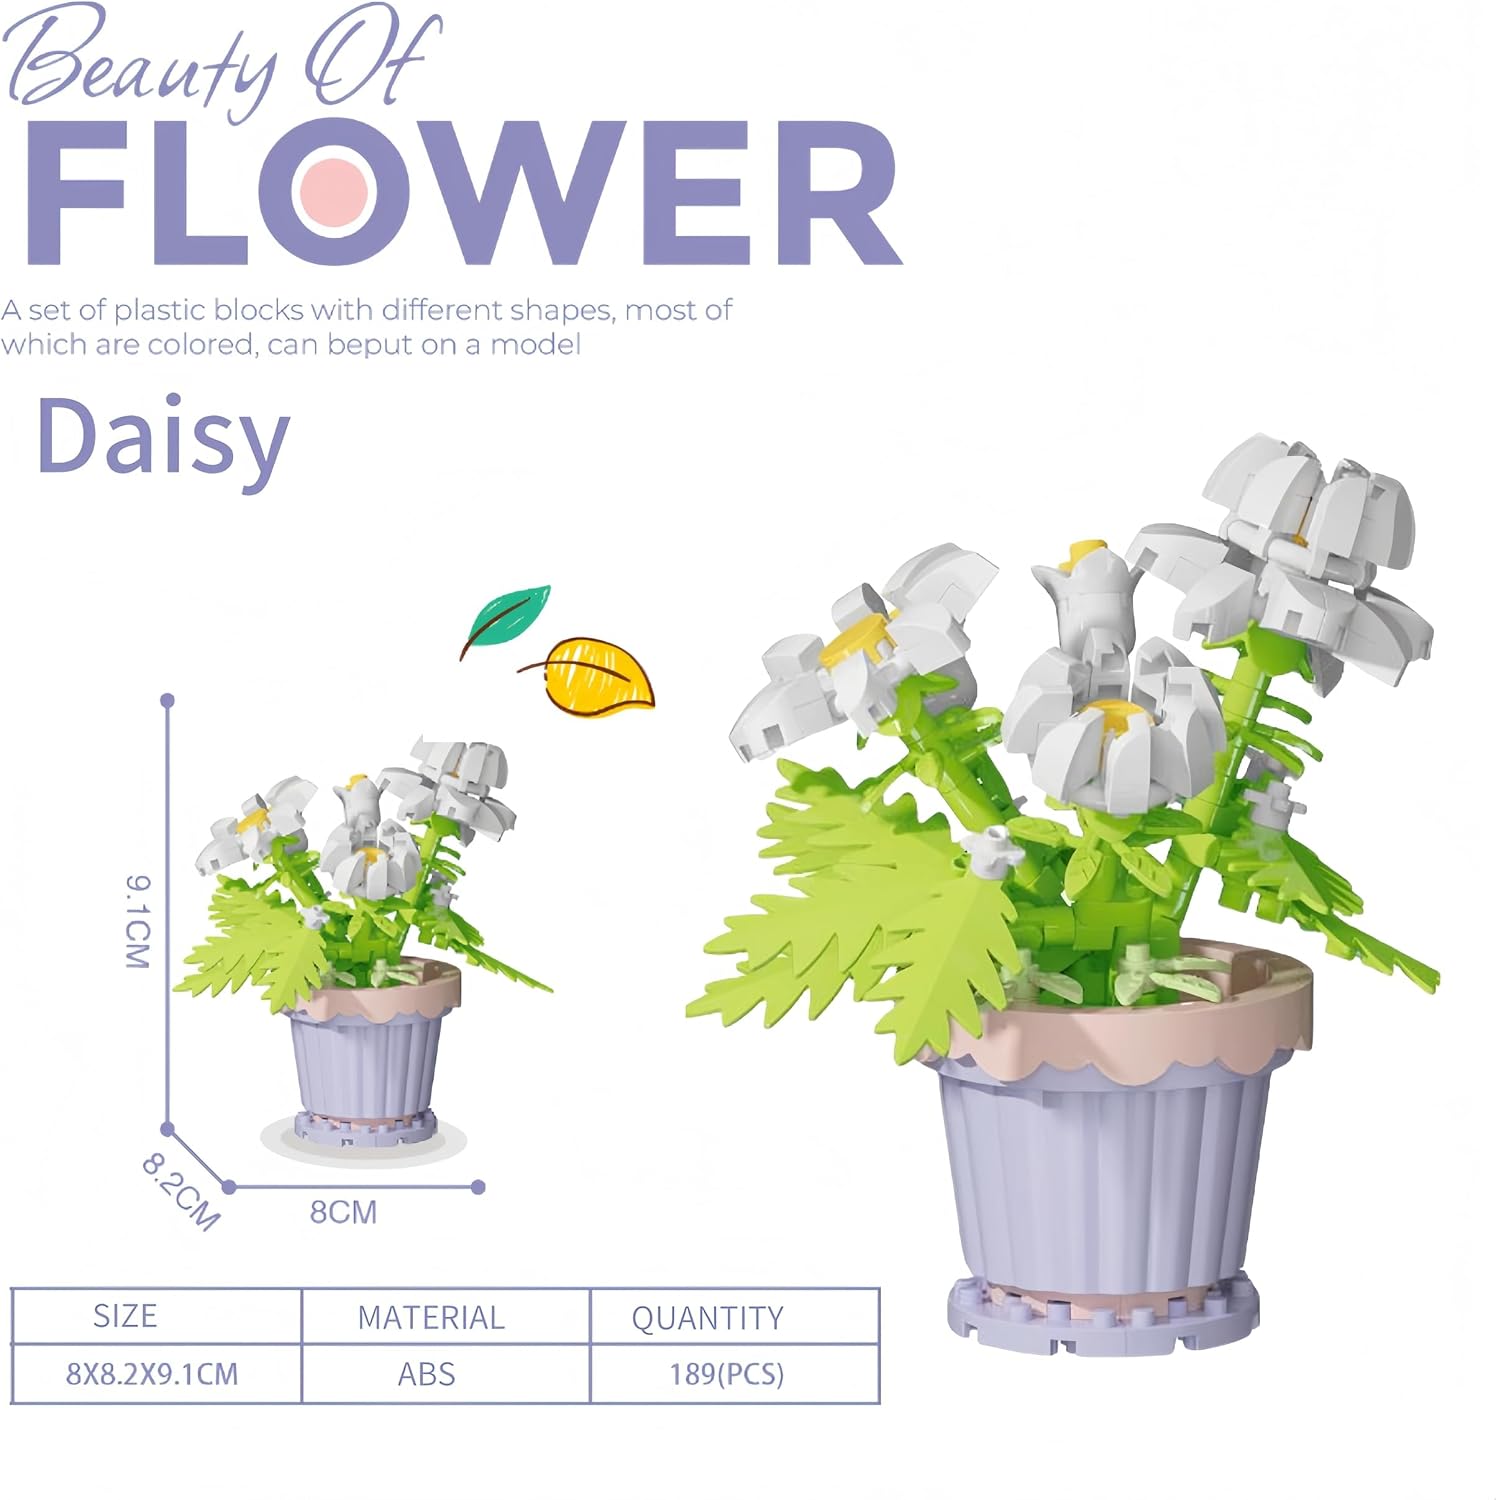 Beauty Of
FLOWER
A set of plastic blocks with different shapes, most of
which are colored, can beput on a model
Daisy
9.1CM
8.2CM
8CM
SIZE MATERIAL QUANTITY
8X8.2X9.1CM ABS 189(PCS)